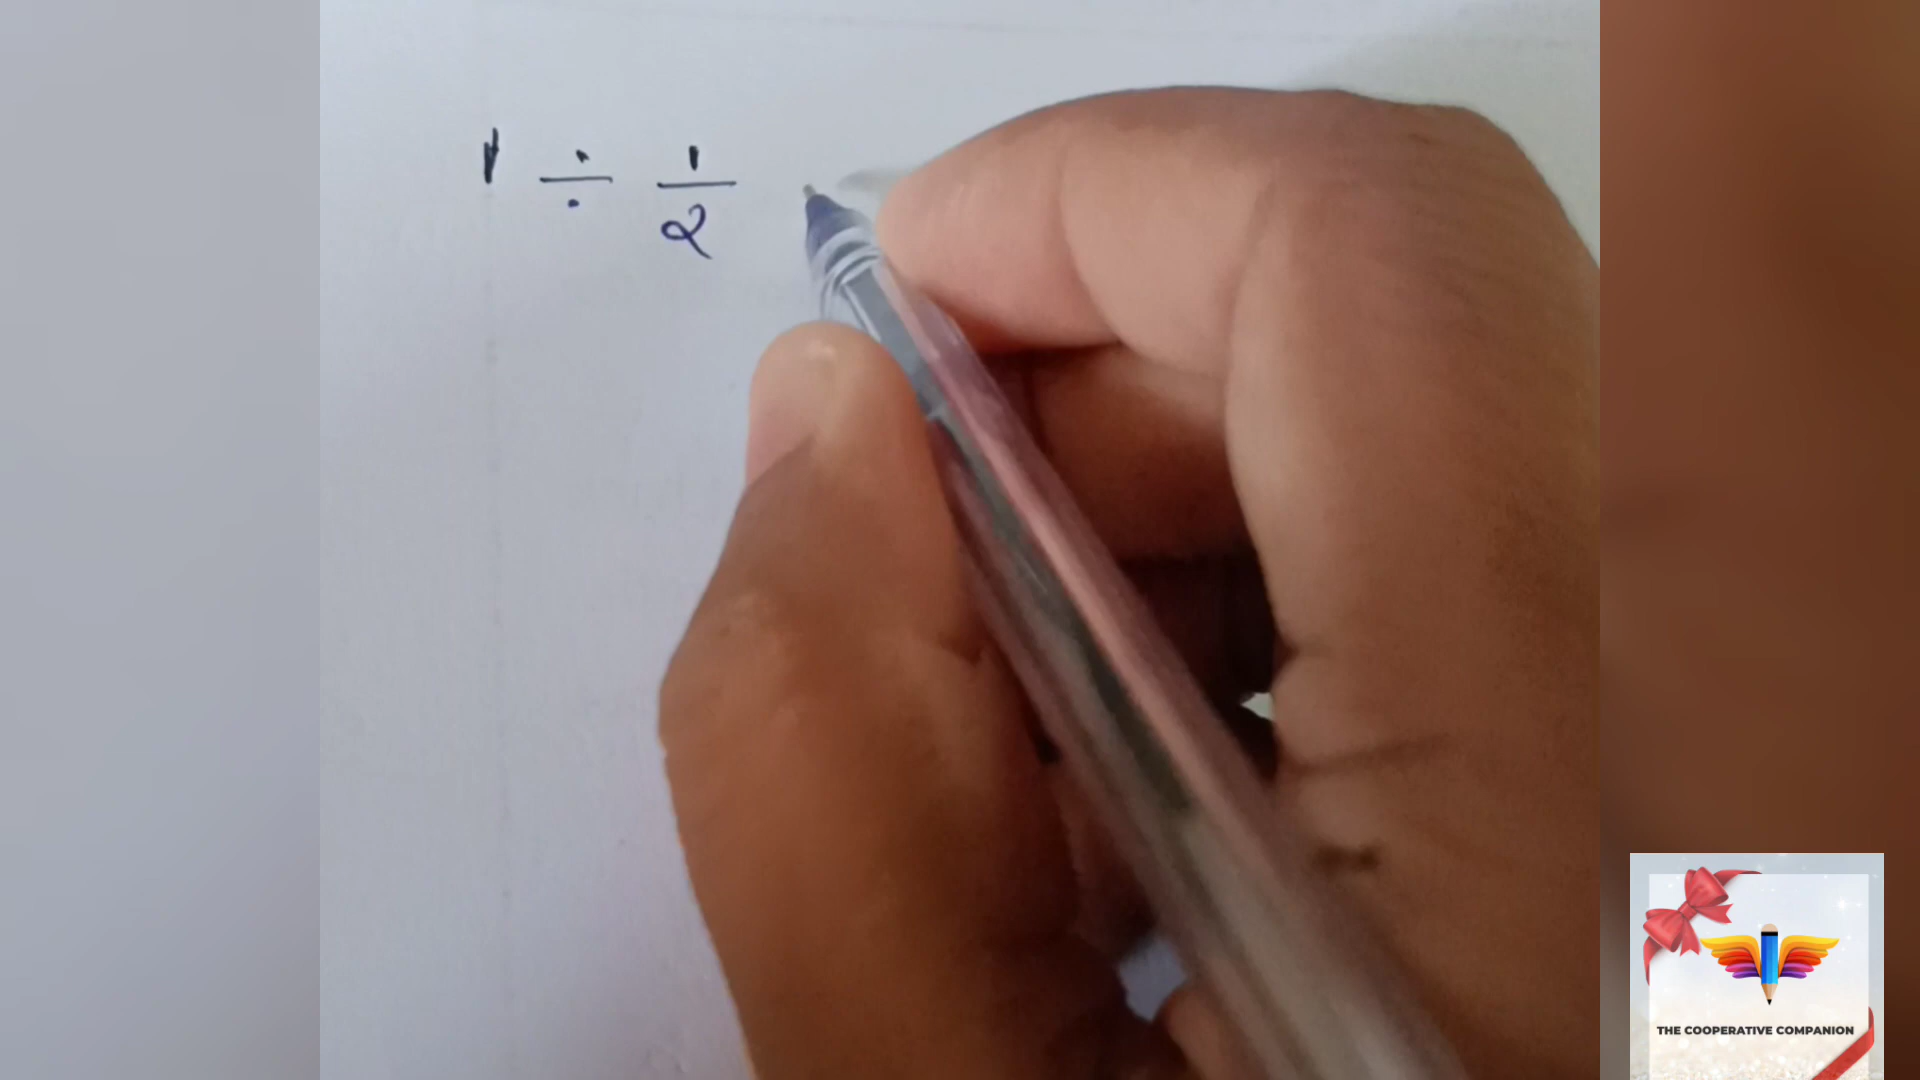 1 ÷ 1/2
THE COOPERATIVE COMPANION